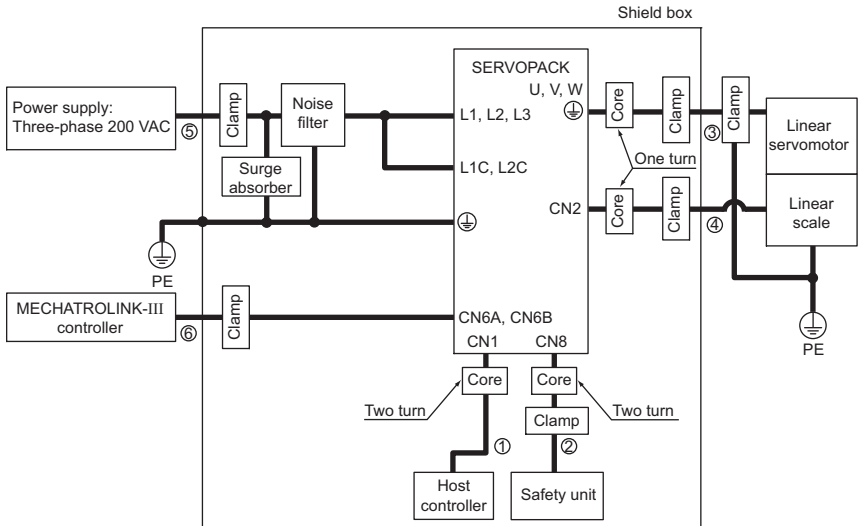 Shield box
SERVOPACK
U, V, W
Power supply:
Three-phase 200 VAC
⑤
Clamp
Noise
filter
L1, L2, L3
Core
Clamp
③
Clamp
Linear
servomotor
Surge
absorber
L1C, L2C
One turn
CN2
Core
Clamp
④
Linear
scale
PE
MECHATROLINK-III
controller
⑥
Clamp
CN6A, CN6B
PE
CN1
CN8
Core
Core
Two turn
Two turn
Clamp
①
②
Host
controller
Safety unit